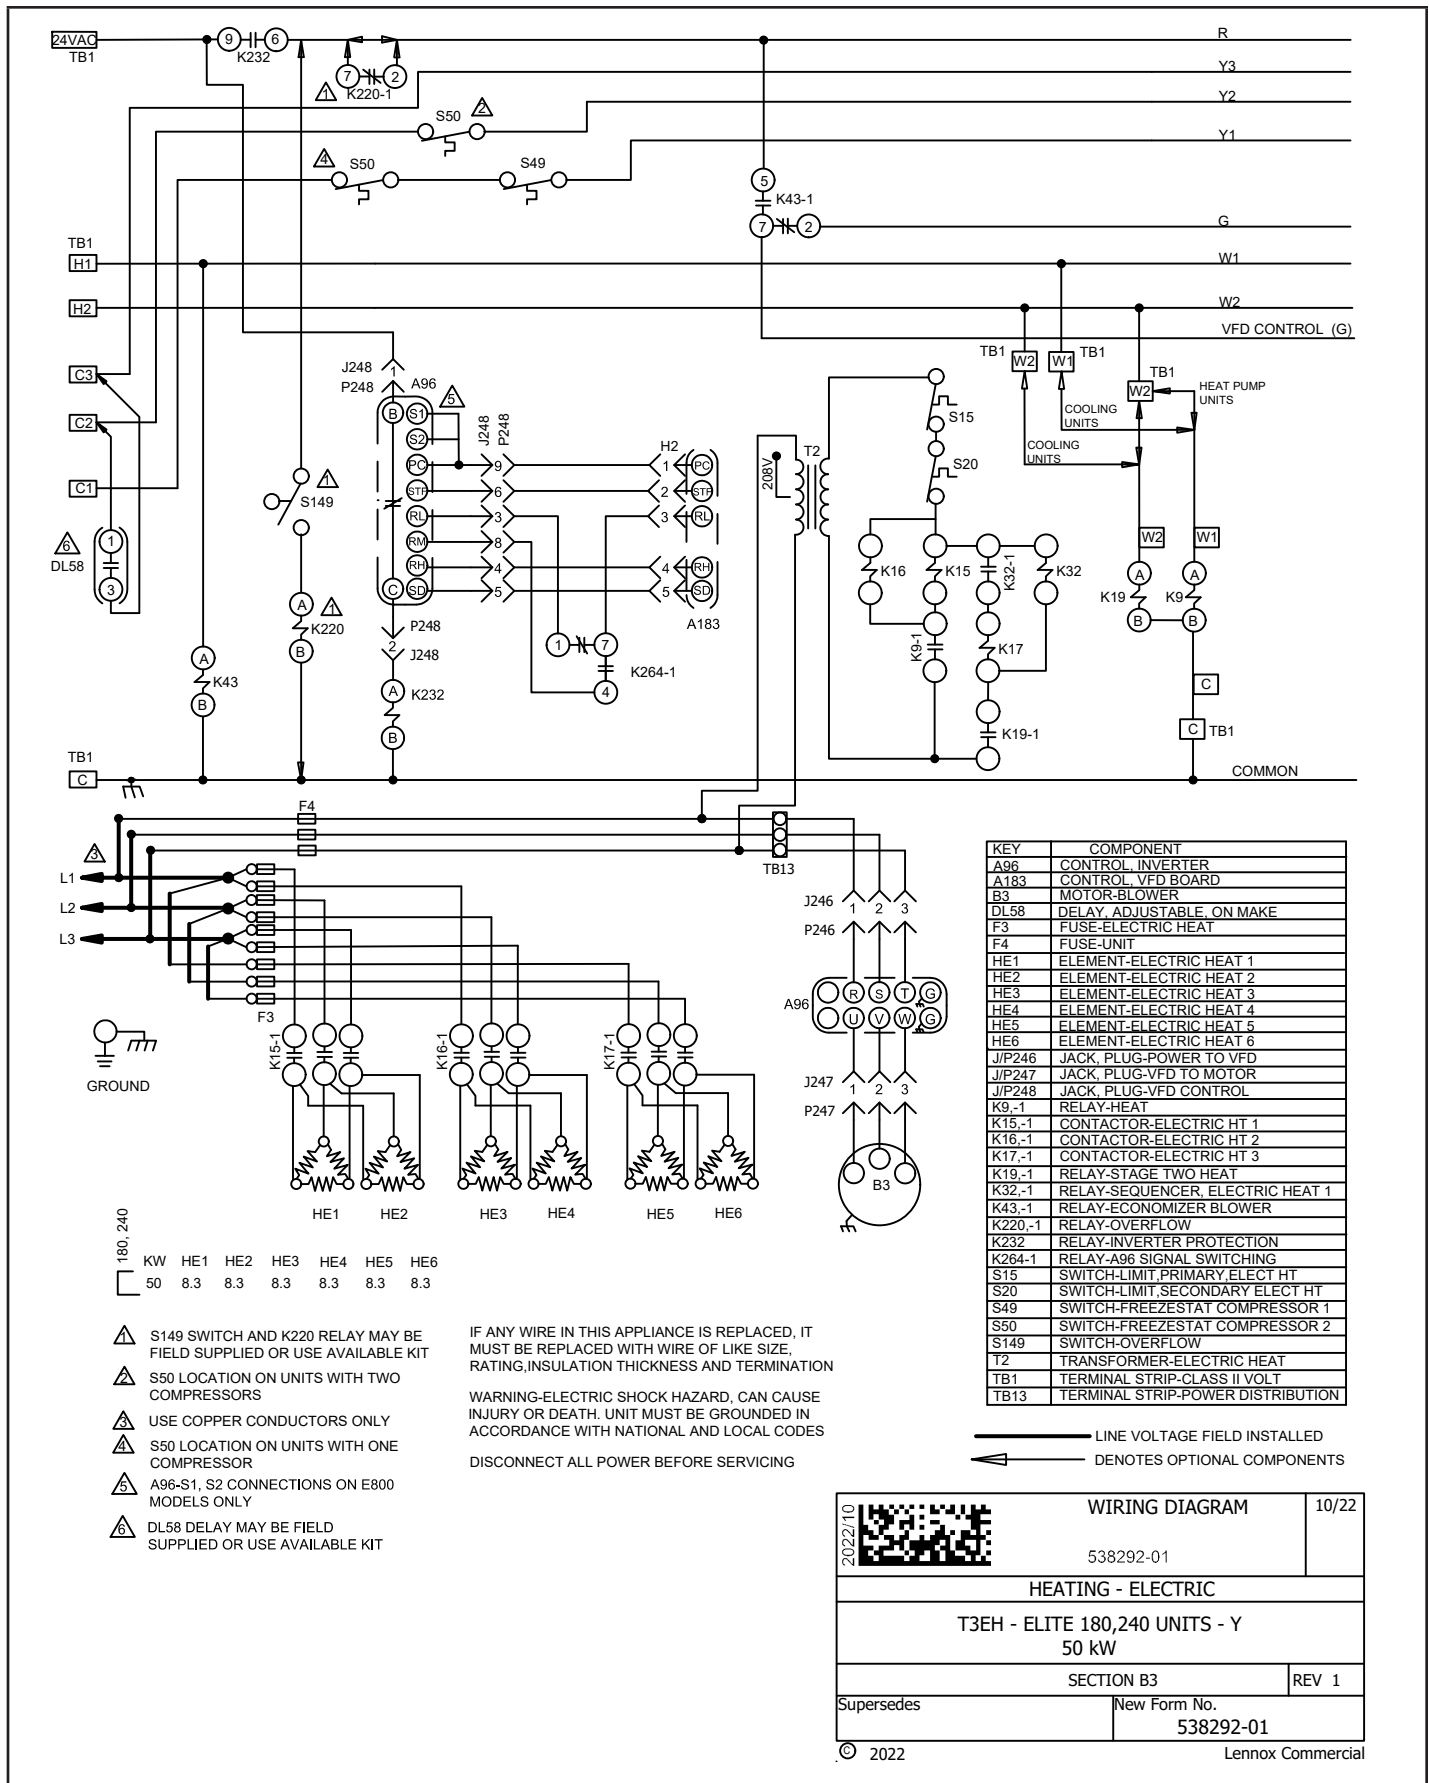 24VAC
TB1
9
6
K232
R
7
2
1
K220-1
Y3
S50
2
Y2
4
S50
S49
Y1
5
K43-1
7
2
G
TB1
H1
W1
H2
W2
VFD CONTROL (G)
J248
1
P248
A96
5
TB1
W2
W1
TB1
TB1
W2
HEAT PUMP
UNITS
COOLING
UNITS
COOLING
UNITS
C3
C2
C1
B
S1
S2
PC
STF
RL
RM
RH
C
SD
J248
P248
9
6
3
8
4
5
H2
1
2
3
4
5
PC
STF
RL
RH
SD
A183
208V
T2
S15
S20
1
S149
6
DL58
1
3
K16
K15
K32-1
K32
W2
W1
A
A
K19
K9
B
B
A
1
K220
B
P248
2
J248
1
7
K264-1
4
K9-1
K17
A
K43
B
A
K232
B
K19-1
C
C
TB1
TB1
C
COMMON
F4
TB13
3
L1
L2
L3
F3
GROUND
K15-1
K16-1
K17-1
J246
1
2
3
P246
A96
R
S
T
G
U
V
W
G
J247
1
2
3
P247
B3
HE1
HE2
HE3
HE4
HE5
HE6
180, 240
KW HE1 HE2 HE3 HE4 HE5 HE6
50 8.3 8.3 8.3 8.3 8.3 8.3
KEY COMPONENT
A96 CONTROL, INVERTER
A183 CONTROL, VFD BOARD
B3 MOTOR-BLOWER
DL58 DELAY, ADJUSTABLE, ON MAKE
F3 FUSE-ELECTRIC HEAT
F4 FUSE-UNIT
HE1 ELEMENT-ELECTRIC HEAT 1
HE2 ELEMENT-ELECTRIC HEAT 2
HE3 ELEMENT-ELECTRIC HEAT 3
HE4 ELEMENT-ELECTRIC HEAT 4
HE5 ELEMENT-ELECTRIC HEAT 5
HE6 ELEMENT-ELECTRIC HEAT 6
J/P246 JACK, PLUG-POWER TO VFD
J/P247 JACK, PLUG-VFD TO MOTOR
J/P248 JACK, PLUG-VFD CONTROL
K9,-1 RELAY-HEAT
K15,-1 CONTACTOR-ELECTRIC HT 1
K16,-1 CONTACTOR-ELECTRIC HT 2
K17,-1 CONTACTOR-ELECTRIC HT 3
K19,-1 RELAY-STAGE TWO HEAT
K32,-1 RELAY-SEQUENCER, ELECTRIC HEAT 1
K43,-1 RELAY-ECONOMIZER BLOWER
K220,-1 RELAY-OVERFLOW
K232 RELAY-INVERTER PROTECTION
K264-1 RELAY-A96 SIGNAL SWITCHING
S15 SWITCH-LIMIT,PRIMARY,ELECT HT
S20 SWITCH-LIMIT,SECONDARY ELECT HT
S49 SWITCH-FREEZESTAT COMPRESSOR 1
S50 SWITCH-FREEZESTAT COMPRESSOR 2
S149 SWITCH-OVERFLOW
T2 TRANSFORMER-ELECTRIC HEAT
TB1 TERMINAL STRIP-CLASS II VOLT
TB13 TERMINAL STRIP-POWER DISTRIBUTION
LINE VOLTAGE FIELD INSTALLED
DENOTES OPTIONAL COMPONENTS
1 S149 SWITCH AND K220 RELAY MAY BE
FIELD SUPPLIED OR USE AVAILABLE KIT
2 S50 LOCATION ON UNITS WITH TWO
COMPRESSORS
3 USE COPPER CONDUCTORS ONLY
4 S50 LOCATION ON UNITS WITH ONE
COMPRESSOR
5 A96-S1, S2 CONNECTIONS ON E800
MODELS ONLY
6 DL58 DELAY MAY BE FIELD
SUPPLIED OR USE AVAILABLE KIT
IF ANY WIRE IN THIS APPLIANCE IS REPLACED, IT
MUST BE REPLACED WITH WIRE OF LIKE SIZE,
RATING,INSULATION THICKNESS AND TERMINATION
WARNING-ELECTRIC SHOCK HAZARD, CAN CAUSE
INJURY OR DEATH. UNIT MUST BE GROUNDED IN
ACCORDANCE WITH NATIONAL AND LOCAL CODES
DISCONNECT ALL POWER BEFORE SERVICING
2022/10
WIRING DIAGRAM
10/22
538292-01
HEATING - ELECTRIC
T3EH - ELITE 180,240 UNITS - Y
50 kW
SECTION B3
REV 1
Supersedes
New Form No.
538292-01
© 2022
Lennox Commercial